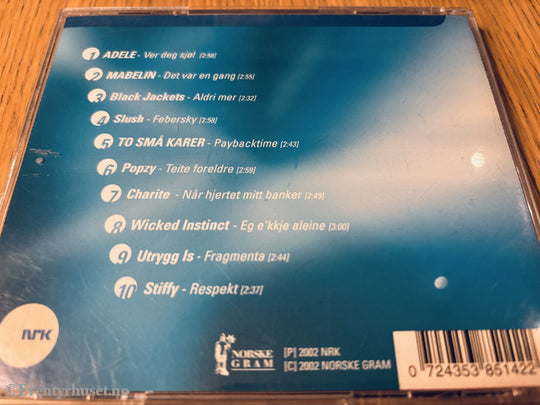 1 ADELE - Ver deg sjøl [2:59]
2 MABELIN - Det var en gang [2:55]
3 Black Jackets - Aldri mer [2:32]
4 Slush - Febersky [2:58]
5 TO SMÅ KARER - Paybacktime [2:43]
6 Popzy - Teite foreldre [2:59]
7 Charite - Når hjertet mitt banker [2:49]
8 Wicked Instinct - Eg e'kkje aleine [3:00]
9 Utrygg Is - Fragmenta [2:44]
10 Stiffy - Respekt [2:37]
NRK
NORSKE GRAM
[P] 2002 NRK
[C] 2002 NORSKE GRAM
0 724353 851422
© Eventyrhuset.no